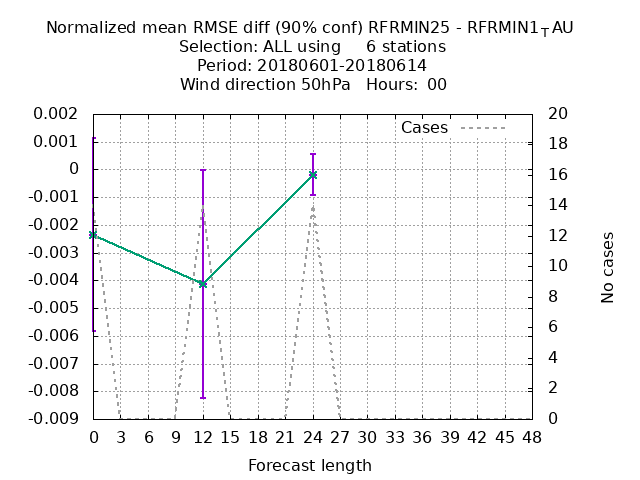 Normalized mean RMSE diff (90% conf) RFRMIN25 - RFRMIN1TAU
Selection: ALL using     6 stations
Period: 20180601-20180614
Wind direction 50hPa   Hours:  00
Cases
0.002
0.001
0
-0.001
-0.002
-0.003
-0.004
-0.005
-0.006
-0.007
-0.008
-0.009
20
18
16
14
12
10
8
6
4
2
0
No cases
0 3 6 9 12 15 18 21 24 27 30 33 36 39 42 45 48
Forecast length